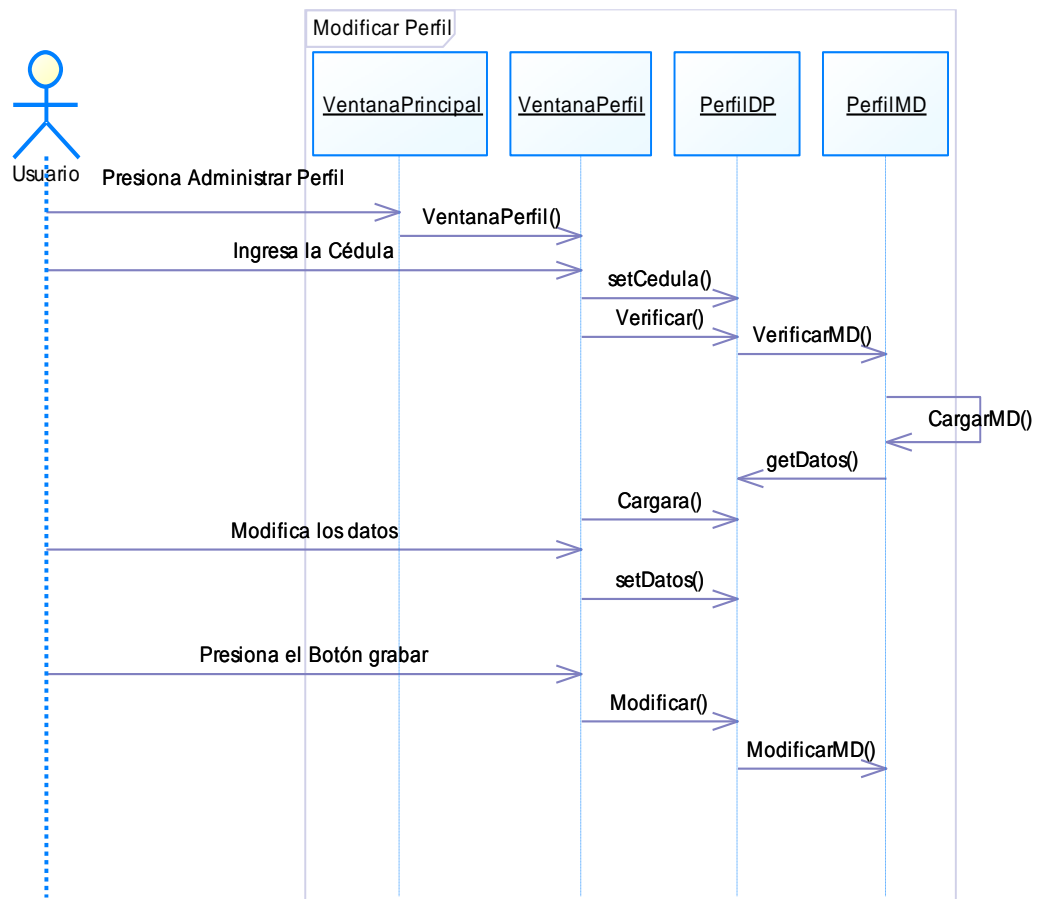 Modificar Perfil
VentanaPrincipal
VentanaPerfil
PerfilDP
PerfilMD
Usuario
Presiona Administrar Perfil
VentanaPerfil()
Ingresa la Cédula
setCedula()
Verificar()
VerificarMD()
CargarMD()
getDatos()
Cargara()
Modifica los datos
setDatos()
Presiona el Botón grabar
Modificar()
ModificarMD()